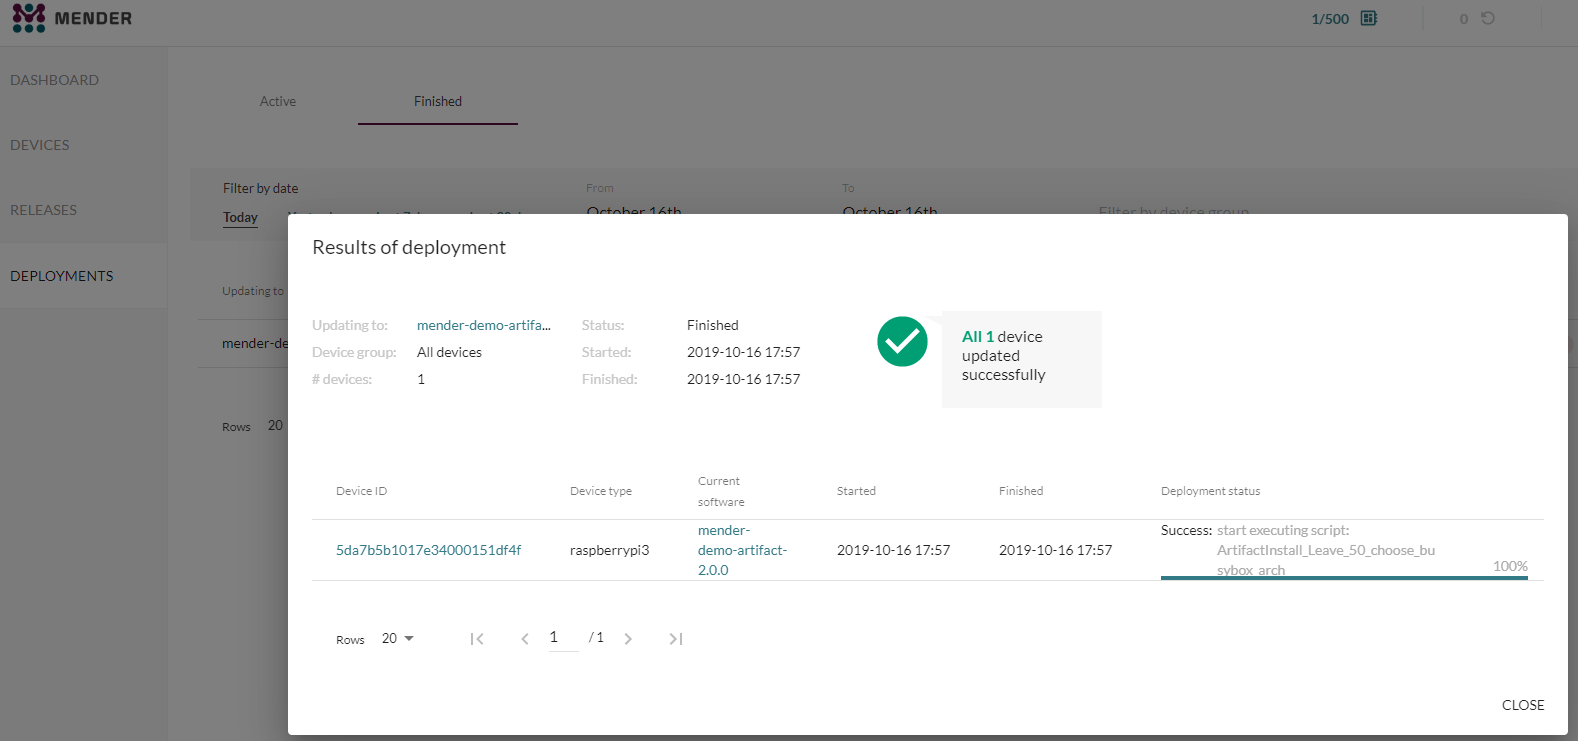 MENDER
1/500
0
DASHBOARD
DEVICES
RELEASES
DEPLOYMENTS
Active
Finished
Filter by date
From
To
Today
October 16th
October 16th
Filter by device group
Updating to
mender-de
Rows 20
Results of deployment
Updating to: mender-demo-artifa...
Device group: All devices
# devices: 1
Status: Finished
Started: 2019-10-16 17:57
Finished: 2019-10-16 17:57
All 1 device
updated
successfully
Device ID
Device type
Current
software
Started
Finished
Deployment status
5da7b5b1017e34000151df4f
raspberrypi3
mender-
demo-artifact-
2.0.0
2019-10-16 17:57
2019-10-16 17:57
Success: start executing script:
ArtifactInstall_Leave_50_choose_bu
sybox_arch
100%
Rows 20
1 / 1
CLOSE